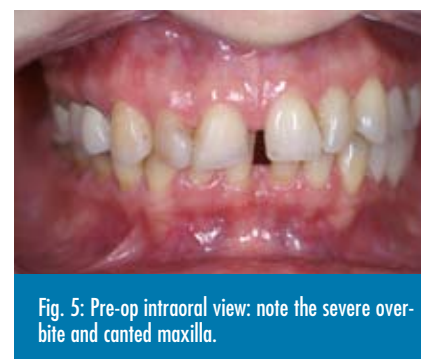 Fig. 5: Pre-op intraoral view: note the severe over-
bite and canted maxilla.